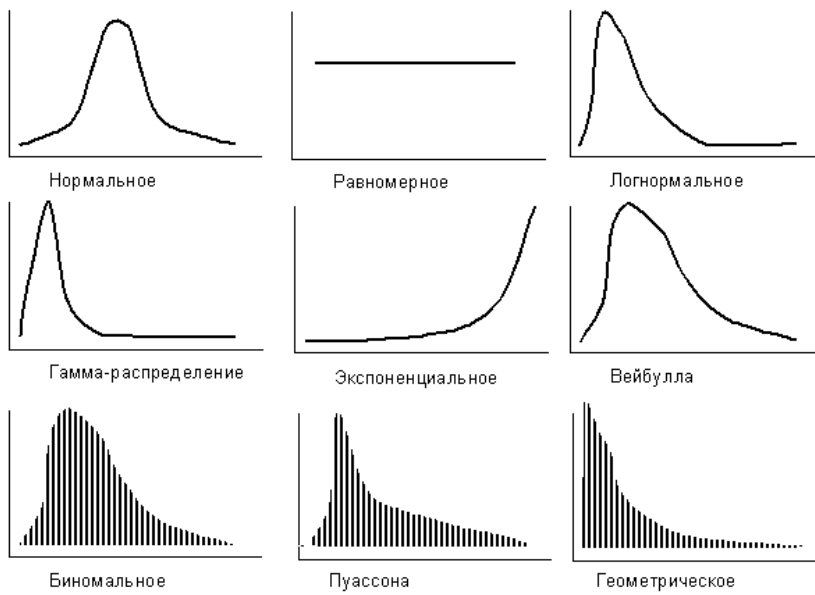 Нормальное
Равномерное
Логнормальное
Гамма-распределение
Экспоненциальное
Вейбулла
Биномальное
Пуассона
Геометрическое